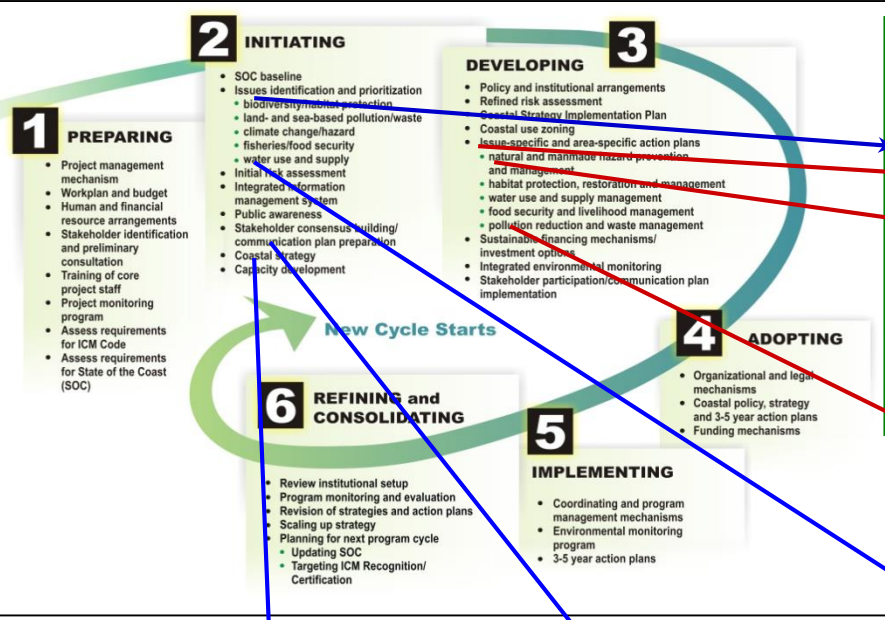 1
PREPARING
• Project management
mechanism
• Workplan and budget
• Human and financial
resource arrangements
• Stakeholder identification
and preliminary
consultation
• Training of core
project staff
• Project monitoring
program
• Assess requirements
for ICM Code
• Assess requirements
for State of the Coast
(SOC)
2
INITIATING
• SOC baseline
• Issues identification and prioritization
• biodiversity/habitat protection
• land- and sea-based pollution/waste
• climate change/hazard
• fisheries/food security
• water use and supply
• Initial risk assessment
• Integrated information
management system
• Public awareness
• Stakeholder consensus building/
communication plan preparation
• Coastal strategy
• Capacity development
3
DEVELOPING
• Policy and institutional arrangements
• Refined risk assessment
• Coastal Strategy Implementation Plan
• Coastal use zoning
• Issue-specific and area-specific action plans
• natural and manmade hazard prevention
and management
• habitat protection, restoration and management
• water use and supply management
• food security and livelihood management
• pollution reduction and waste management
• Sustainable financing mechanisms/
investment options
• Integrated environmental monitoring
• Stakeholder participation/communication plan
implementation
New Cycle Starts
4
ADOPTING
• Organizational and legal
mechanisms
• Coastal policy, strategy
and 3-5 year action plans
• Funding mechanisms
5
IMPLEMENTING
• Coordinating and program
management mechanisms
• Environmental monitoring
program
• 3-5 year action plans
6
REFINING and
CONSOLIDATING
• Review institutional setup
• Program monitoring and evaluation
• Revision of strategies and action plans
• Scaling up strategy
• Planning for next program cycle
• Updating SOC
• Targeting ICM Recognition/
Certification